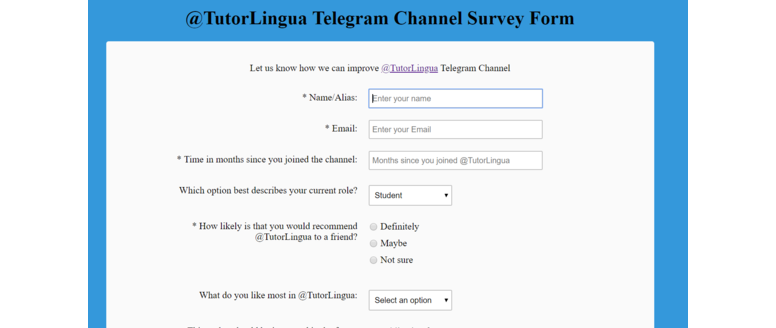 @TutorLingua Telegram Channel Survey Form
Let us know how we can improve @TutorLingua Telegram Channel
* Name/Alias: Enter your name
* Email: Enter your Email
* Time in months since you joined the channel: Months since you joined @TutorLingua
Which option best describes your current role? Student
* How likely is that you would recommend
@TutorLingua to a friend?
Definitely
Maybe
Not sure
What do you like most in @TutorLingua: Select an option